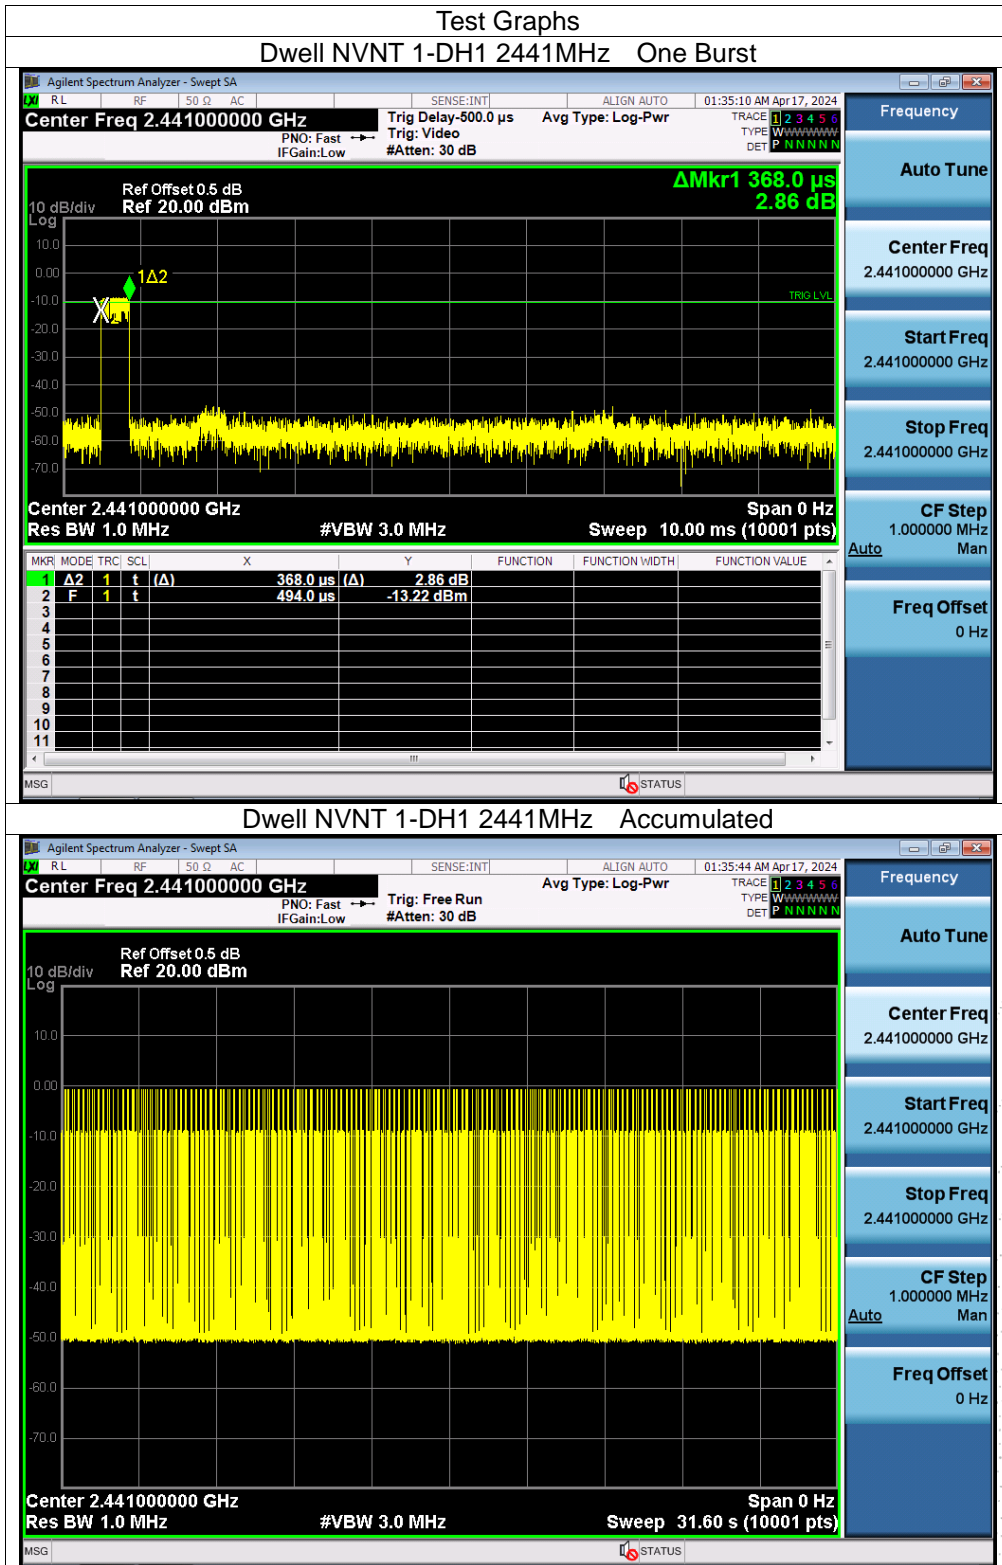 Test Graphs
Dwell NVNT 1-DH1 2441MHz One Burst
Agilent Spectrum Analyzer - Swept SA
LXI RL RF 50 Ω AC SENSE:INT ALIGN AUTO 01:35:10 AM Apr 17, 2024
Center Freq 2.441000000 GHz Trig Delay-500.0 µs Avg Type: Log-Pwr TRACE 1 2 3 4 5 6
PNO: Fast Trig: Video TYPE WWWWWW
IFGain:Low #Atten: 30 dB DET P N N N N N
Frequency
Auto Tune
Center Freq
2.441000000 GHz
Start Freq
2.441000000 GHz
Stop Freq
2.441000000 GHz
CF Step
1.000000 MHz
Auto Man
Freq Offset
0 Hz
ΔMkr1 368.0 µs
2.86 dB
Ref Offset 0.5 dB
10 dB/div Ref 20.00 dBm
Log
10.0
0.00
-10.0
-20.0
-30.0
-40.0
-50.0
-60.0
-70.0
1Δ2
X2
TRIG LVL
Center 2.441000000 GHz Span 0 Hz
Res BW 1.0 MHz #VBW 3.0 MHz Sweep 10.00 ms (10001 pts)
MKR MODE TRC SCL X Y FUNCTION FUNCTION WIDTH FUNCTION VALUE
1 Δ2 1 t (Δ) 368.0 µs (Δ) 2.86 dB
2 F 1 t 494.0 µs -13.22 dBm
3
4
5
6
7
8
9
10
11
MSG STATUS
Dwell NVNT 1-DH1 2441MHz Accumulated
Agilent Spectrum Analyzer - Swept SA
LXI RL RF 50 Ω AC SENSE:INT ALIGN AUTO 01:35:44 AM Apr 17, 2024
Center Freq 2.441000000 GHz Avg Type: Log-Pwr TRACE 1 2 3 4 5 6
PNO: Fast Trig: Free Run TYPE WWWWWW
IFGain:Low #Atten: 30 dB DET P N N N N N
Frequency
Auto Tune
Center Freq
2.441000000 GHz
Start Freq
2.441000000 GHz
Stop Freq
2.441000000 GHz
CF Step
1.000000 MHz
Auto Man
Freq Offset
0 Hz
Ref Offset 0.5 dB
10 dB/div Ref 20.00 dBm
Log
10.0
0.00
-10.0
-20.0
-30.0
-40.0
-50.0
-60.0
-70.0
Center 2.441000000 GHz Span 0 Hz
Res BW 1.0 MHz #VBW 3.0 MHz Sweep 31.60 s (10001 pts)
MSG STATUS